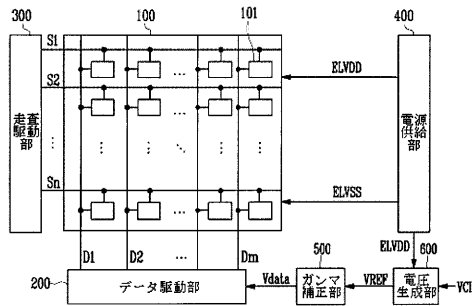 300
100
101
400
S1
S2
Sn
走査駆動部
ELVDD
ELVSS
電源供給部
ELVDD
D1 D2 ... Dm
200
データ駆動部
Vdata
500
ガンマ補正部
VREF
600
電圧生成部
VCI